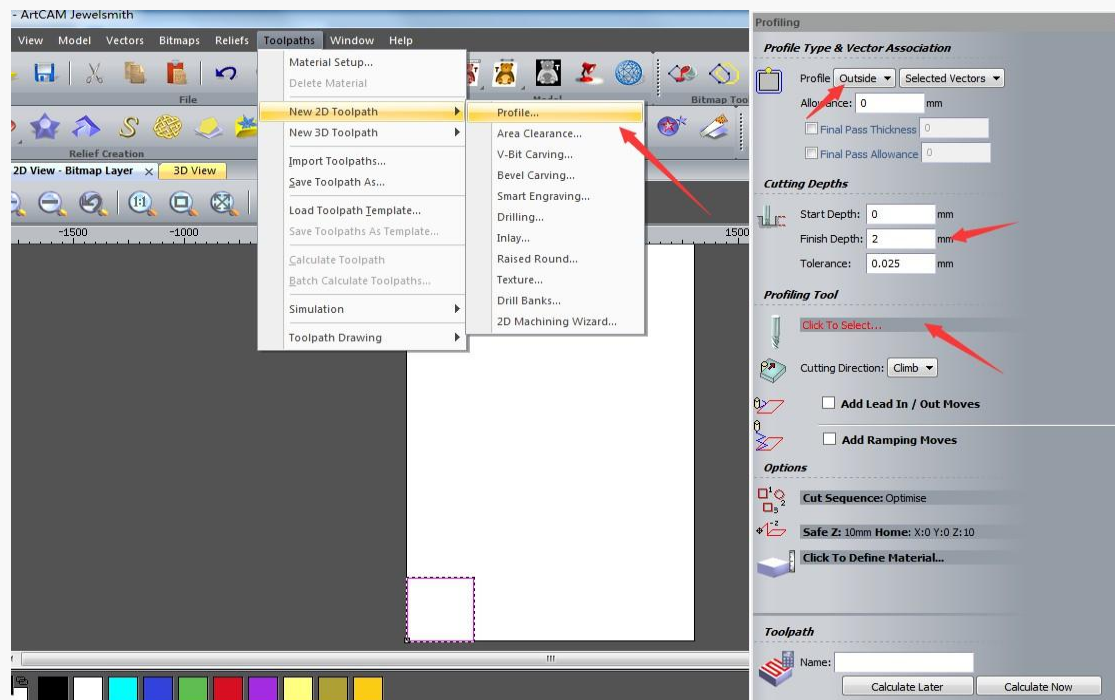 - ArtCAM Jewelsmith
View Model Vectors Bitmaps Reliefs Toolpaths Window Help
File
Relief Creation
Bitmap Too
2D View - Bitmap Layer
3D View
1:1
-1500
-1000
1500
Material Setup...
Delete Material
New 2D Toolpath
New 3D Toolpath
Import Toolpaths...
Save Toolpath As...
Load Toolpath Template...
Save Toolpaths As Template...
Calculate Toolpath
Batch Calculate Toolpaths...
Simulation
Toolpath Drawing
Profile...
Area Clearance...
V-Bit Carving...
Bevel Carving...
Smart Engraving...
Drilling...
Inlay...
Raised Round...
Texture...
Drill Banks...
2D Machining Wizard...
Profiling
Profile Type & Vector Association
Profile Outside Selected Vectors
Allowance: 0 mm
Final Pass Thickness 0
Final Pass Allowance 0
Cutting Depths
Start Depth: 0 mm
Finish Depth: 2 mm
Tolerance: 0.025 mm
Profiling Tool
Click To Select...
Cutting Direction: Climb
Add Lead In / Out Moves
Add Ramping Moves
Options
Cut Sequence: Optimise
Safe Z: 10mm Home: X:0 Y:0 Z:10
Click To Define Material...
Toolpath
Name:
Calculate Later Calculate Now